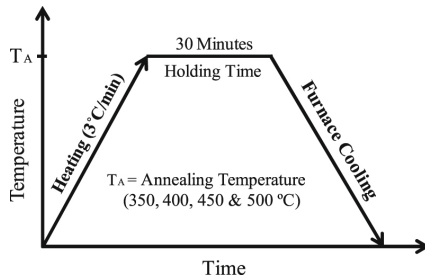 30 Minutes
TA
Holding Time
Heating (3°C/min)
Furnace Cooling
Temperature
TA = Annealing Temperature
(350, 400, 450 & 500 ºC)
Time